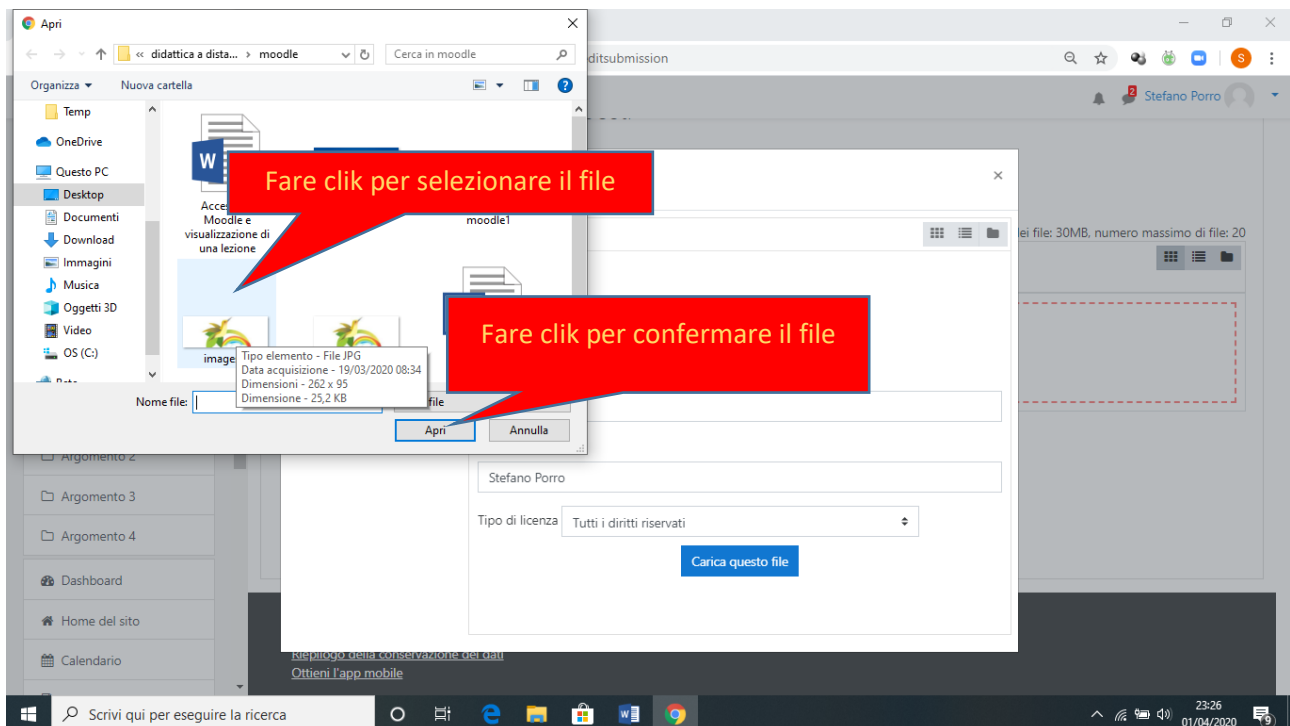 Apri
« didattica a dista... › moodle
Cerca in moodle
ditsubmission
Organizza
Nuova cartella
2
Stefano Porro
S
Temp
OneDrive
Questo PC
Desktop
Documenti
Download
Immagini
Musica
Oggetti 3D
Video
OS (C:)
W
Fare clik per selezionare il file
Moodle e
visualizzazione di
una lezione
moodle1
lei file: 30MB, numero massimo di file: 20
Fare clik per confermare il file
image
Tipo elemento - File JPG
Data acquisizione - 19/03/2020 08:34
Dimensioni - 262 x 95
Dimensione - 25,2 KB
Nome file:
file
Apri
Annulla
Argomento 2
Argomento 3
Argomento 4
Dashboard
Home del sito
Calendario
Stefano Porro
Tipo di licenza
Tutti i diritti riservati
Carica questo file
Riepilogo della conservazione dei dati
Ottieni l'app mobile
Scrivi qui per eseguire la ricerca
23:26
01/04/2020
9